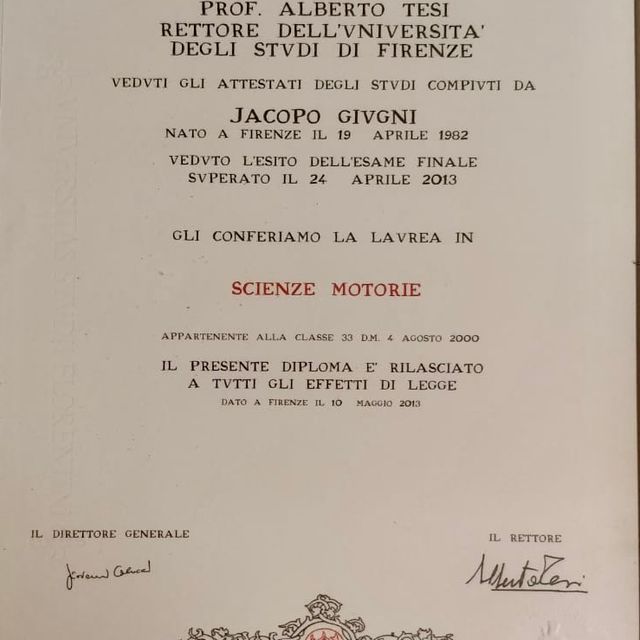 PROF. ALBERTO TESI
RETTORE DELL'VNIVERSITA'
DEGLI STVDI DI FIRENZE
VEDVTI GLI ATTESTATI DEGLI STVDI COMPIVTI DA
JACOPO GIVGNI
NATO A FIRENZE IL 19 APRILE 1982
VEDVTO L'ESITO DELL'ESAME FINALE
SVPERATO IL 24 APRILE 2013
GLI CONFERIAMO LA LAVREA IN
SCIENZE MOTORIE
APPARTENENTE ALLA CLASSE 33 D.M. 4 AGOSTO 2000
IL PRESENTE DIPLOMA E' RILASCIATO
A TVTTI GLI EFFETTI DI LEGGE
DATO A FIRENZE IL 10 MAGGIO 2013
IL DIRETTORE GENERALE
IL RETTORE
Alberto Tesi